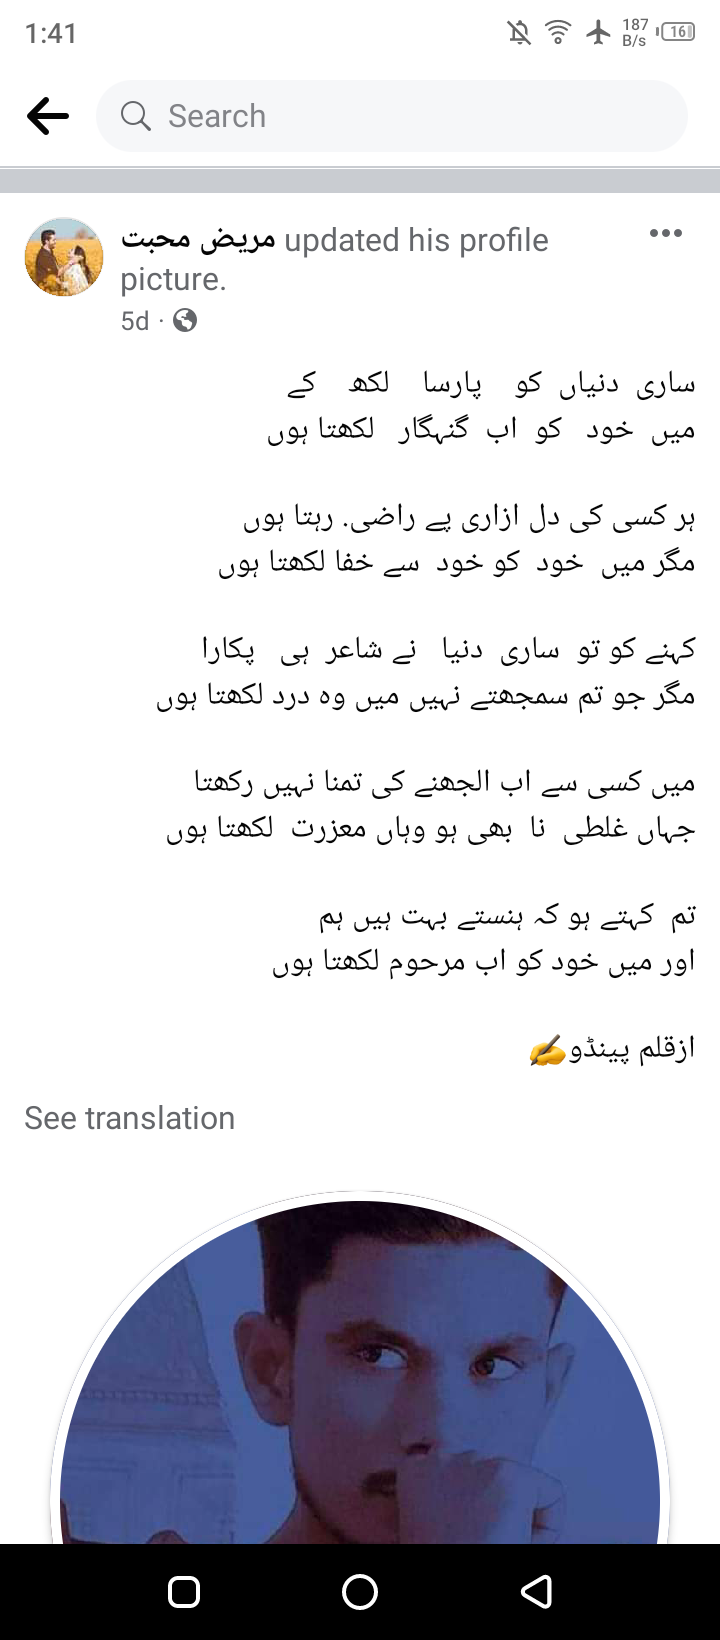 1:41
187
B/s
16
Search
مریض محبت updated his profile
picture.
5d ·
ساری دنیاں کو پارسا لکھ کے
میں خود کو اب گنہگار لکھتا ہوں
ہر کسی کی دل ازاری پے راضی. رہتا ہوں
مگر میں خود کو خود سے خفا لکھتا ہوں
کہنے کو تو ساری دنیا نے شاعر ہی پکارا
مگر جو تم سمجھتے نہیں میں وہ درد لکھتا ہوں
میں کسی سے اب الجھنے کی تمنا نہیں رکھتا
جہاں غلطی نا بھی ہو وہاں معزرت لکھتا ہوں
تم کہتے ہو کہ ہنستے بہت ہیں ہم
اور میں خود کو اب مرحوم لکھتا ہوں
ازقلم پینڈو✍️
See translation